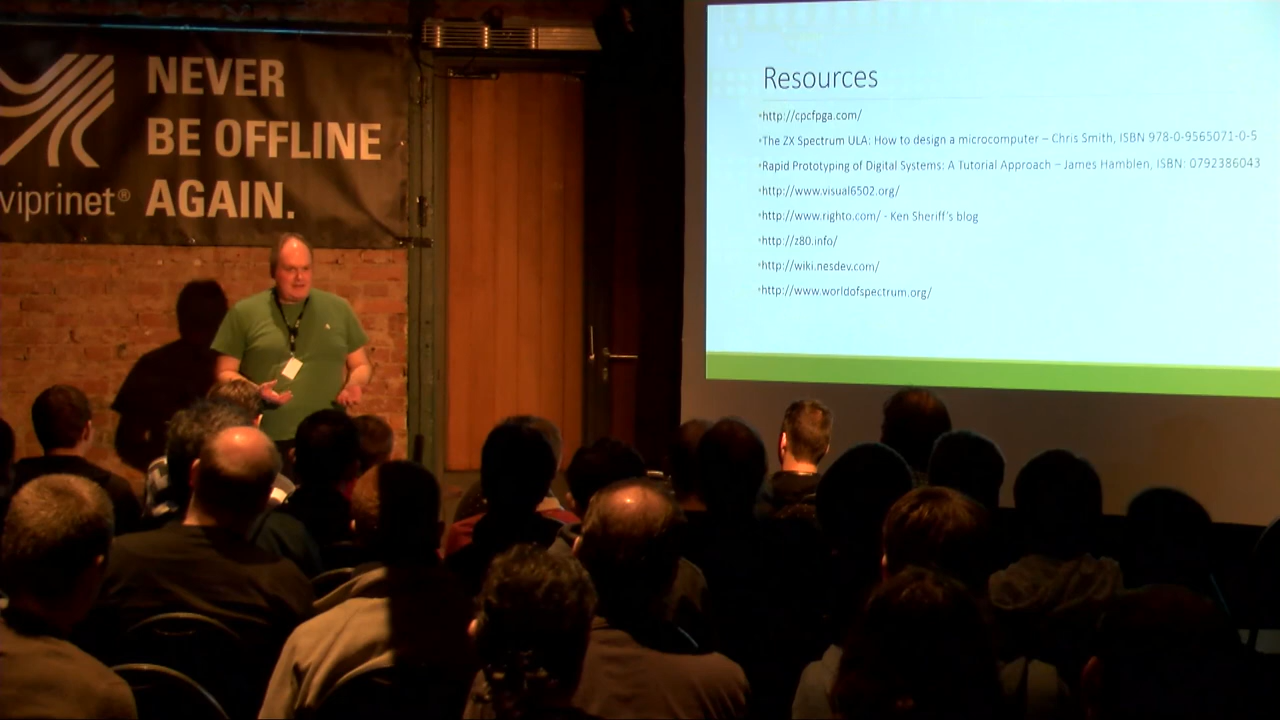 NEVER
BE OFFLINE
AGAIN.
viprinet®
Resources
•http://cpcfpga.com/
•The ZX Spectrum ULA: How to design a microcomputer – Chris Smith, ISBN 978-0-9565071-0-5
•Rapid Prototyping of Digital Systems: A Tutorial Approach – James Hamblen, ISBN: 0792386043
•http://www.visual6502.org/
•http://www.righto.com/ - Ken Sheriff's blog
•http://z80.info/
•http://wiki.nesdev.com/
•http://www.worldofspectrum.org/